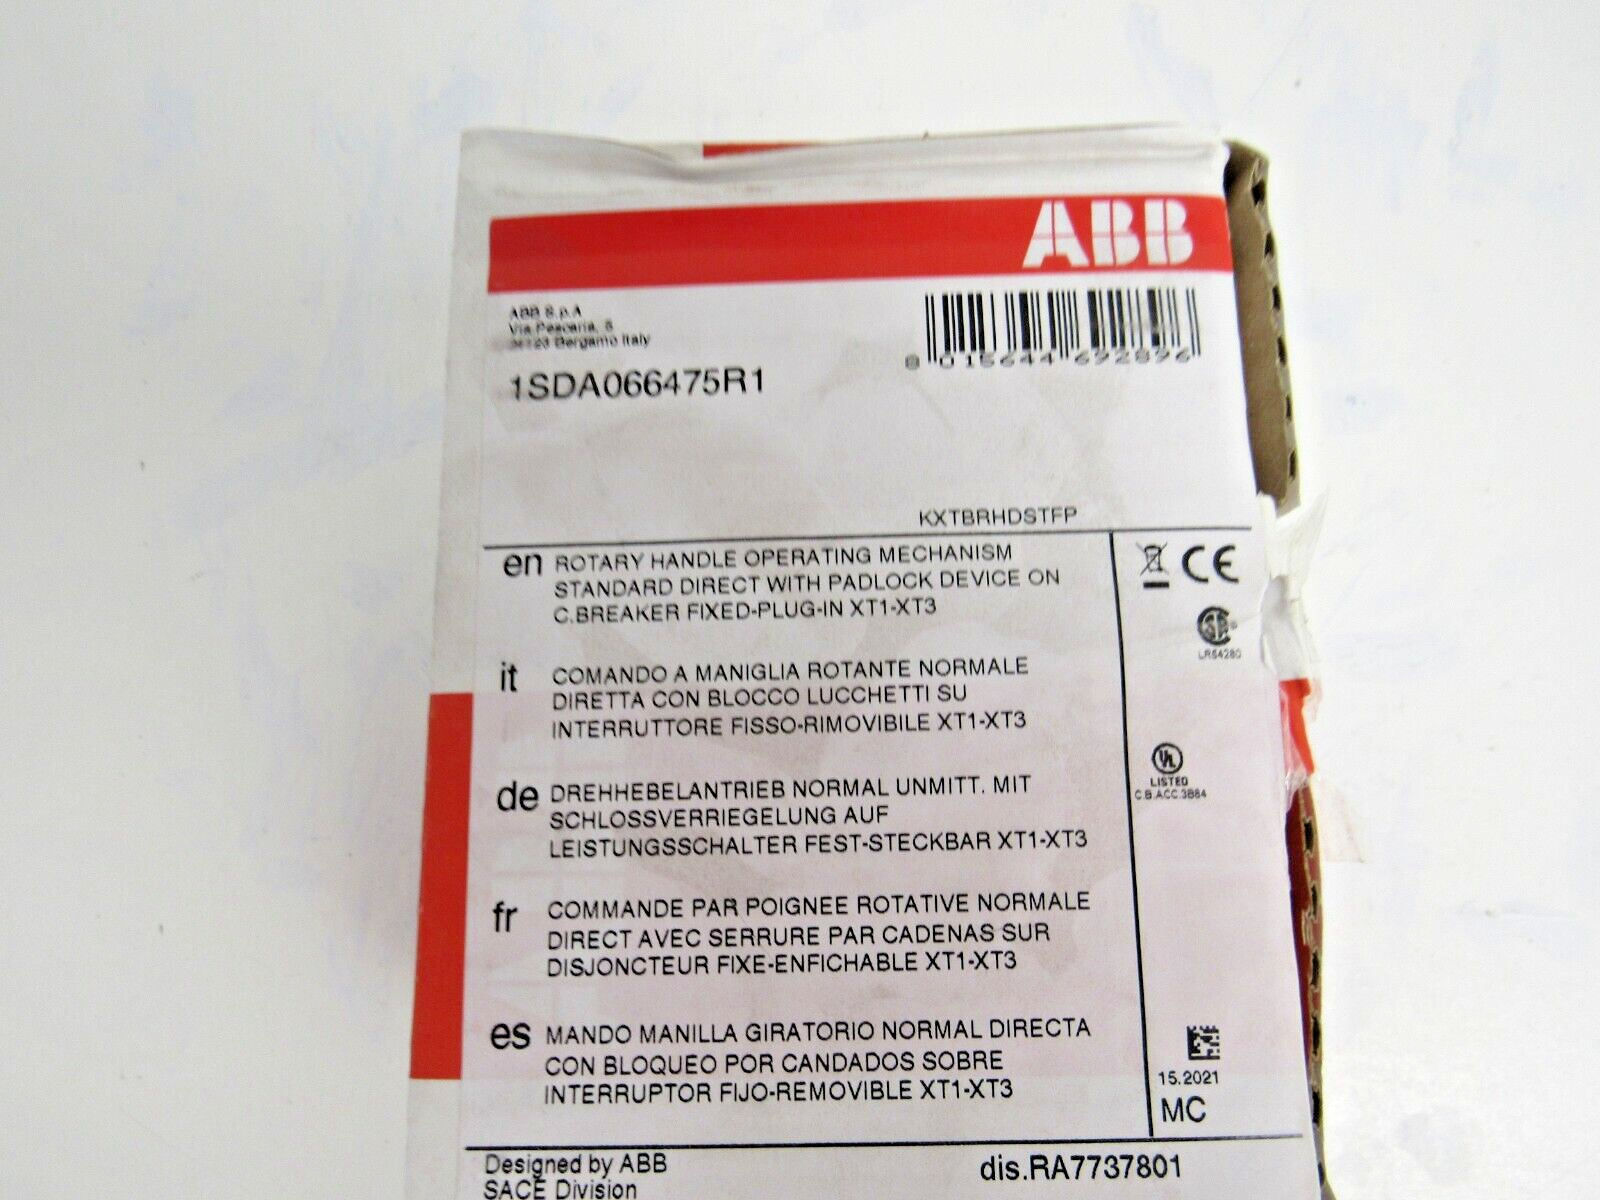 ABB
ABB S.p.A
Via Pescaria, 5
Bergamo Italy
8 015644 692896
1SDA066475R1
KXTBRHDSTFP
en ROTARY HANDLE OPERATING MECHANISM
STANDARD DIRECT WITH PADLOCK DEVICE ON
C.BREAKER FIXED-PLUG-IN XT1-XT3
CE
SA
LR54280
it COMANDO A MANIGLIA ROTANTE NORMALE
DIRETTA CON BLOCCO LUCCHETTI SU
INTERRUTTORE FISSO-RIMOVIBILE XT1-XT3
UL
LISTED
C.B.ACC.3B84
de DREHHEBELANTRIEB NORMAL UNMITT. MIT
SCHLOSSVERRIEGELUNG AUF
LEISTUNGSSCHALTER FEST-STECKBAR XT1-XT3
fr COMMANDE PAR POIGNEE ROTATIVE NORMALE
DIRECT AVEC SERRURE PAR CADENAS SUR
DISJONCTEUR FIXE-ENFICHABLE XT1-XT3
es MANDO MANILLA GIRATORIO NORMAL DIRECTA
CON BLOQUEO POR CANDADOS SOBRE
INTERRUPTOR FIJO-REMOVIBLE XT1-XT3
15.2021
MC
Designed by ABB
SACE Division
dis.RA7737801